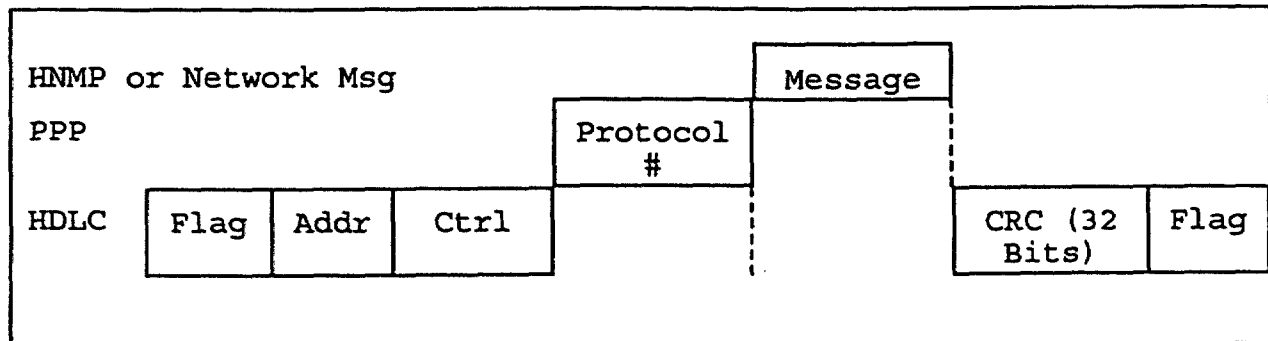 HNMP or Network Msg
Message
PPP
Protocol
#
HDLC
Flag
Addr
Ctrl
CRC (32
Bits)
Flag